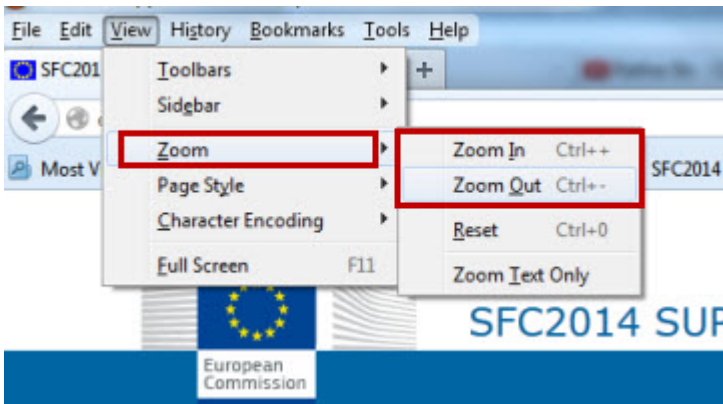 File Edit View History Bookmarks Tools Help
SFC201
Toolbars
+
Sidebar
Zoom
Zoom In Ctrl++
Most V
Page Style
Zoom Out Ctrl+-
SFC2014
Character Encoding
Reset Ctrl+0
Full Screen F11
Zoom Text Only
SFC2014 SUP
European
Commission